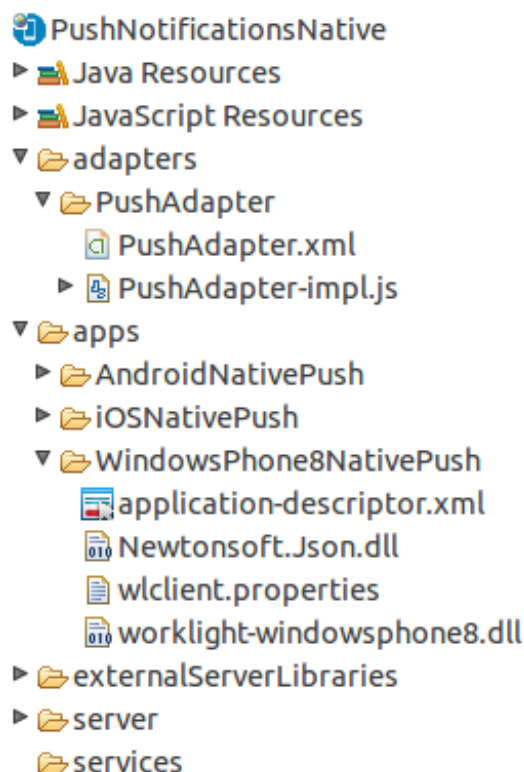 PushNotificationsNative
Java Resources
JavaScript Resources
adapters
PushAdapter
PushAdapter.xml
PushAdapter-impl.js
apps
AndroidNativePush
iOSNativePush
WindowsPhone8NativePush
application-descriptor.xml
Newtonsoft.Json.dll
wlclient.properties
worklight-windowsphone8.dll
externalServerLibraries
server
services